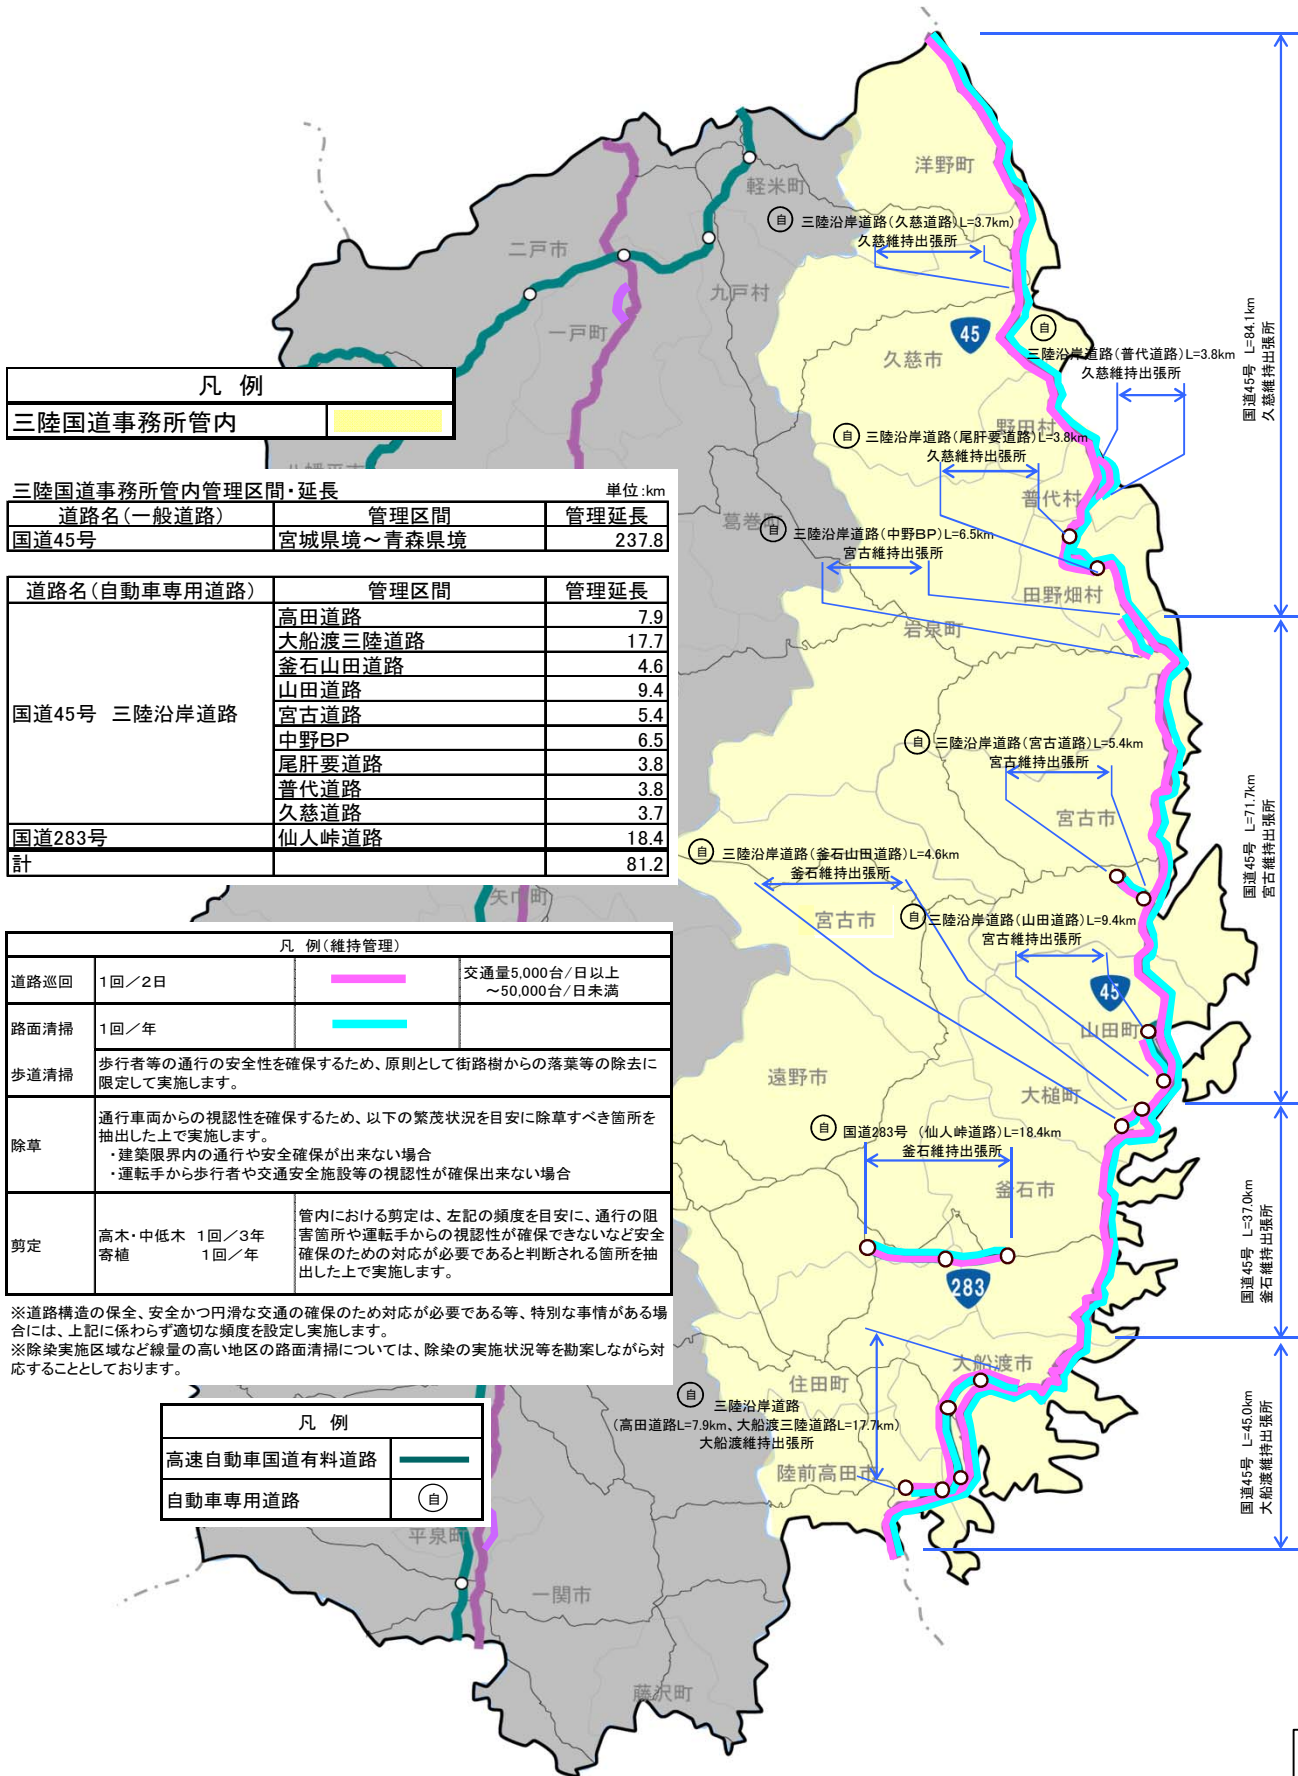 洋野町
軽米町
自 三陸沿岸道路(久慈道路)L=3.7km)
久慈維持出張所
二戸市
九戸村
一戸町
45
久慈市
自
三陸沿岸道路(普代道路)L=3.8km
久慈維持出張所
国道45号 L=84.1km
久慈維持出張所
凡 例
三陸国道事務所管内
野田村
自 三陸沿岸道路(尾肝要道路)L=3.8km
久慈維持出張所
普代村
葛巻町
自 三陸沿岸道路(中野BP)L=6.5km
宮古維持出張所
田野畑村
岩泉町
三陸国道事務所管内管理区間・延長 単位:km
道路名(一般道路) 管理区間 管理延長
国道45号 宮城県境～青森県境 237.8
道路名(自動車専用道路) 管理区間 管理延長
高田道路 7.9
大船渡三陸道路 17.7
釜石山田道路 4.6
山田道路 9.4
国道45号 三陸沿岸道路 宮古道路 5.4
中野BP 6.5
尾肝要道路 3.8
普代道路 3.8
久慈道路 3.7
国道283号 仙人峠道路 18.4
計 81.2
自 三陸沿岸道路(宮古道路)L=5.4km
宮古維持出張所
宮古市
国道45号 L=71.7km
宮古維持出張所
自 三陸沿岸道路(釜石山田道路)L=4.6km
釜石維持出張所
矢巾町
宮古市
自 三陸沿岸道路(山田道路)L=9.4km
宮古維持出張所
45
山田町
大槌町
遠野市
凡 例(維持管理)
道路巡回 1回／2日 交通量5,000台/日以上
～50,000台/日未満
路面清掃 1回／年
歩道清掃 歩行者等の通行の安全性を確保するため、原則として街路樹からの落葉等の除去に
限定して実施します。
除草 通行車両からの視認性を確保するため、以下の繁茂状況を目安に除草すべき箇所を
抽出した上で実施します。
・建築限界内の通行や安全確保が出来ない場合
・運転手から歩行者や交通安全施設等の視認性が確保出来ない場合
剪定 高木・中低木 1回／3年
寄植 1回／年
管内における剪定は、左記の頻度を目安に、通行の阻
害箇所や運転手からの視認性が確保できないなど安全
確保のための対応が必要であると判断される箇所を抽
出した上で実施します。
※道路構造の保全、安全かつ円滑な交通の確保のため対応が必要である等、特別な事情がある場
合には、上記に係わらず適切な頻度を設定し実施します。
※除染実施区域など線量の高い地区の路面清掃については、除染の実施状況等を勘案しながら対
応することとしております。
自 国道283号 (仙人峠道路)L=18.4km
釜石維持出張所
釜石市
283
国道45号 L=37.0km
釜石維持出張所
大船渡市
住田町
自 三陸沿岸道路
(高田道路L=7.9km、大船渡三陸道路L=17.7km)
大船渡維持出張所
陸前高田市
国道45号 L=45.0km
大船渡維持出張所
凡 例
高速自動車国道有料道路
自動車専用道路 自
平泉町
一関市
藤沢町